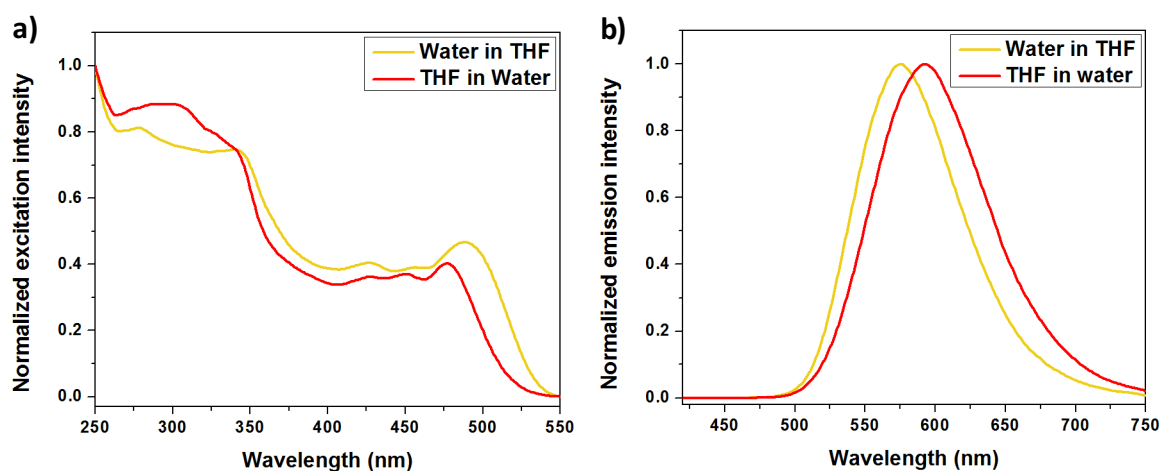 a)
Water in THF
THF in Water
Normalized excitation intensity
1.0
0.8
0.6
0.4
0.2
0.0
250
300
350
400
450
500
550
Wavelength (nm)
b)
Water in THF
THF in water
Normalized emission intensity
1.0
0.8
0.6
0.4
0.2
0.0
450
500
550
600
650
700
750
Wavelength (nm)